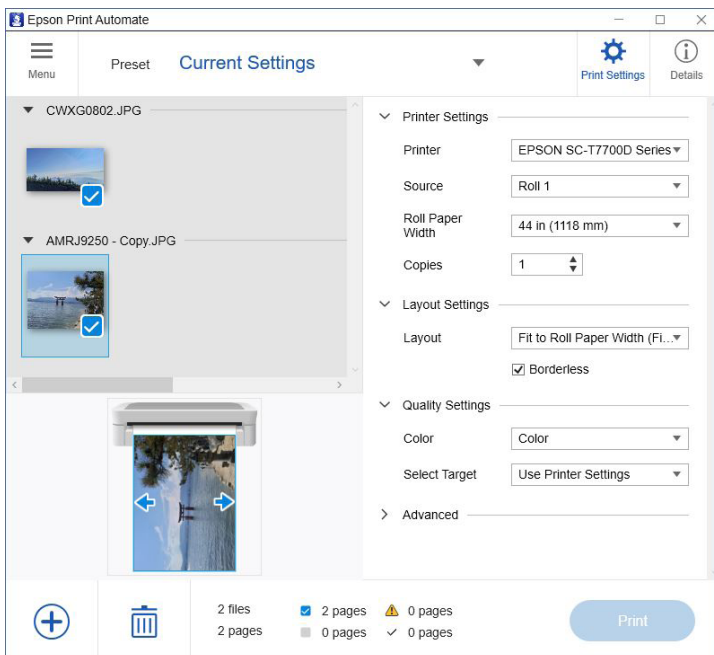 Epson Print Automate
Menu
Preset
Current Settings
Print Settings
Details
CWXG0802.JPG
AMRJ9250 - Copy.JPG
Printer Settings
Printer
EPSON SC-T7700D Series
Source
Roll 1
Roll Paper
Width
44 in (1118 mm)
Copies
1
Layout Settings
Layout
Fit to Roll Paper Width (Fi...
Borderless
Quality Settings
Color
Color
Select Target
Use Printer Settings
Advanced
2 files
2 pages
0 pages
2 pages
0 pages
0 pages
Print